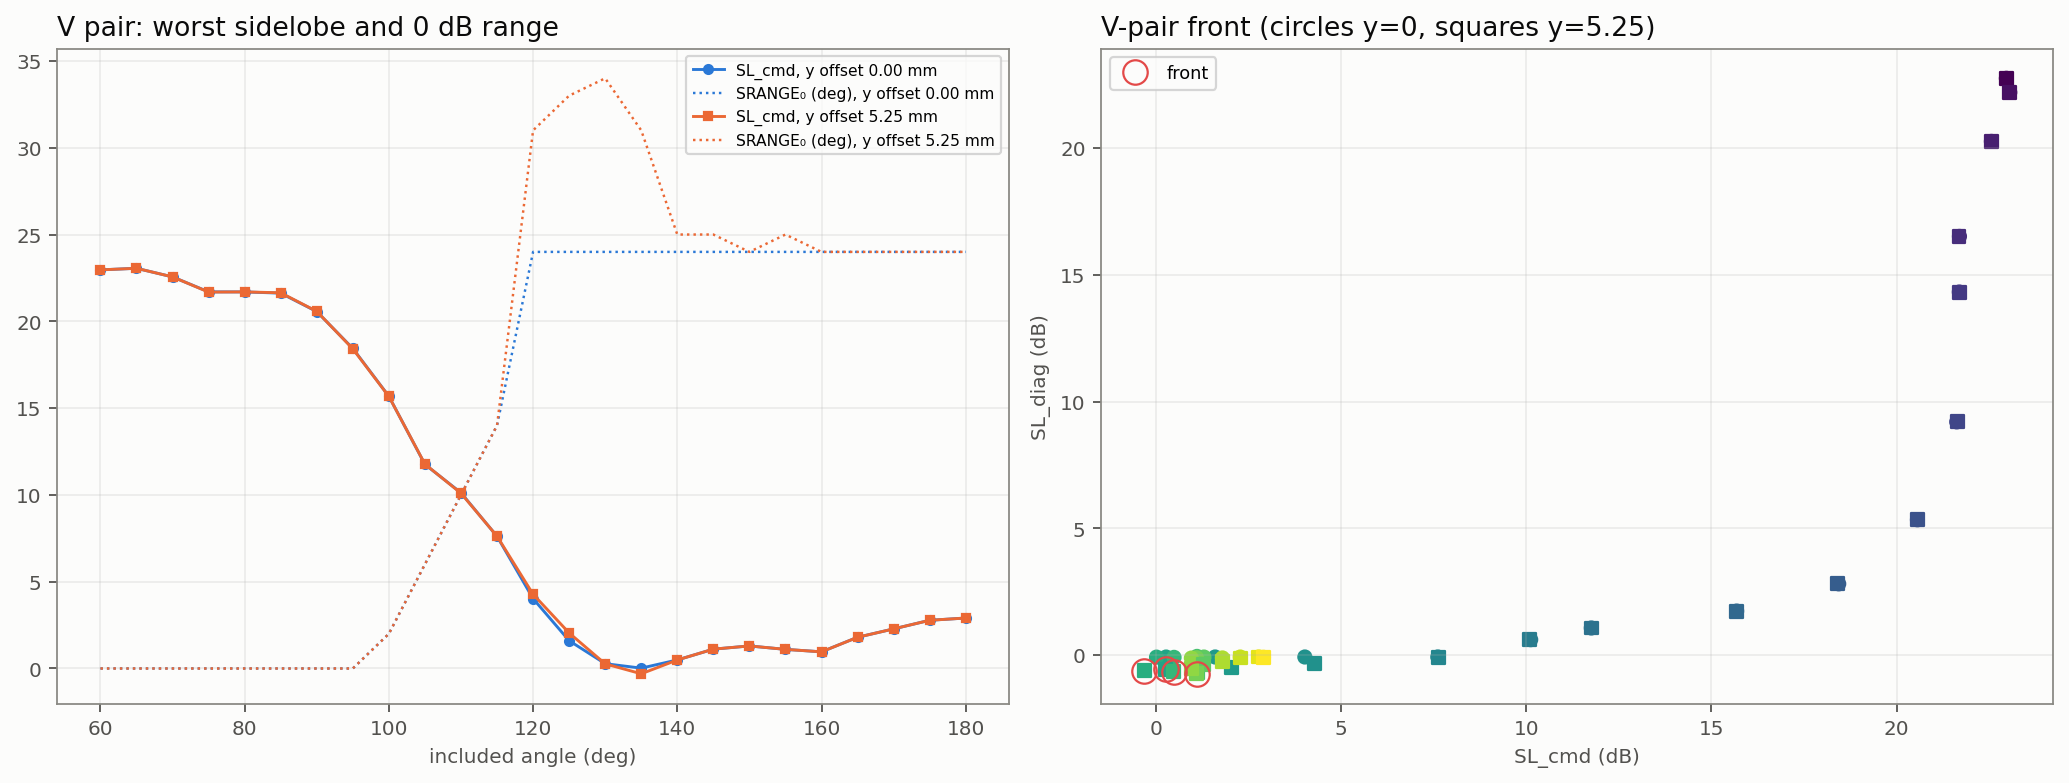 V pair: worst sidelobe and 0 dB range
35
30
25
20
15
10
5
0
60
80
100
120
140
160
180
included angle (deg)
SL_cmd, y offset 0.00 mm
SRANGE₀ (deg), y offset 0.00 mm
SL_cmd, y offset 5.25 mm
SRANGE₀ (deg), y offset 5.25 mm
V-pair front (circles y=0, squares y=5.25)
front
SL_diag (dB)
20
15
10
5
0
0
5
10
15
20
SL_cmd (dB)